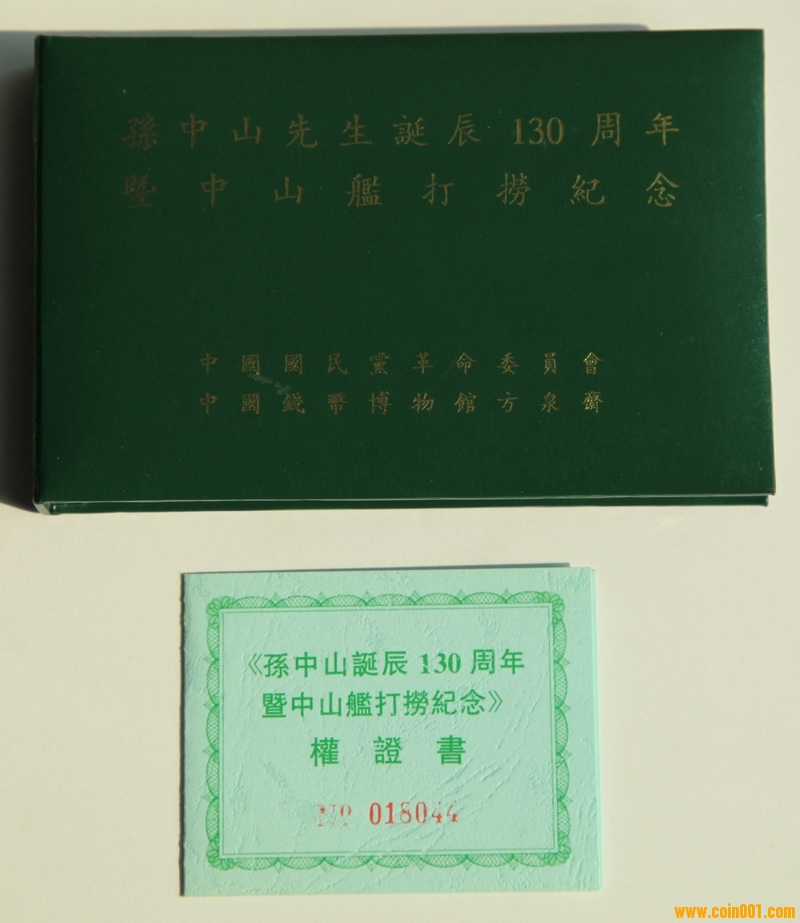 孫中山先生誕辰130周年
暨中山艦打撈紀念
中國國民黨革命委員會
中國錢幣博物館方泉齋
《孫中山誕辰130周年
暨中山艦打撈紀念》
權證書
№ 018044
www.coin001.com